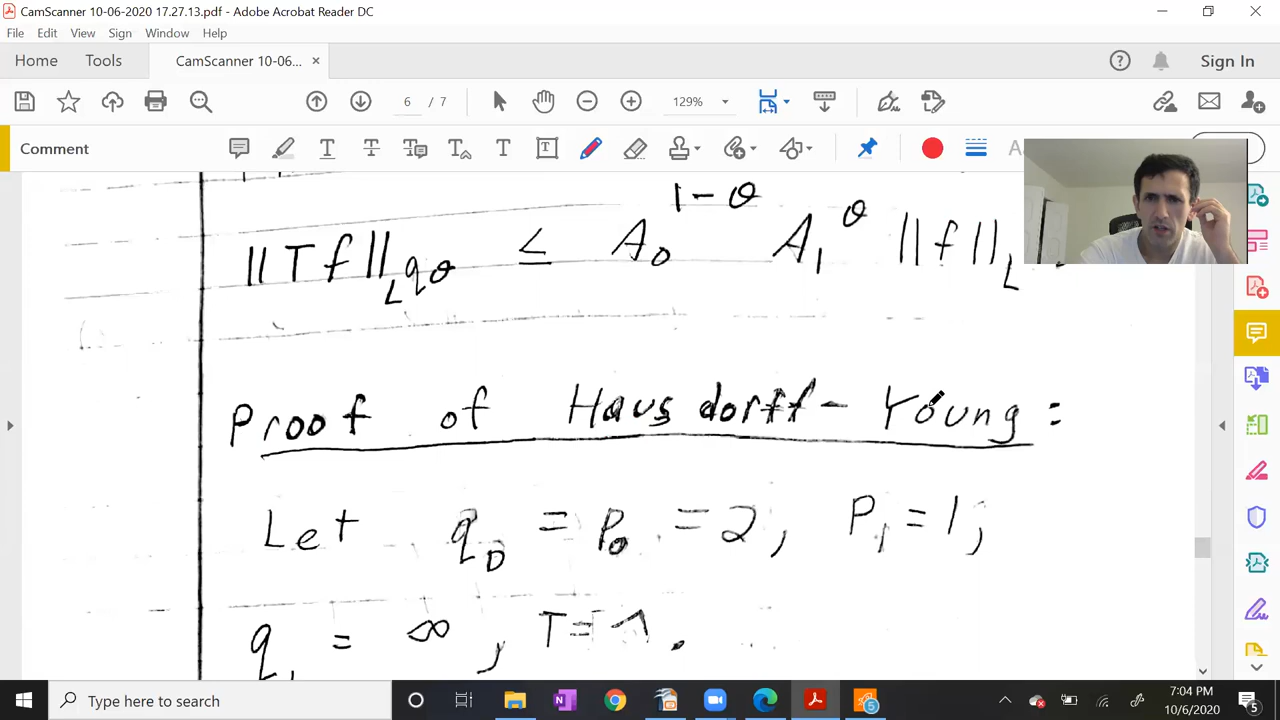 CamScanner 10-06-2020 17.27.13.pdf - Adobe Acrobat Reader DC
File Edit View Sign Window Help
Home Tools CamScanner 10-06... × Sign In
6 / 7 129%
Comment
||Tf||_{L^{qθ}} ≤ A₀^{1-θ} A₁^θ ||f||_L
Proof of Hausdorff-Young:
Let q₀ = p₀ = 2, p₁ = 1,
q₁ = ∞, T = ^.
Type here to search 7:04 PM
10/6/2020